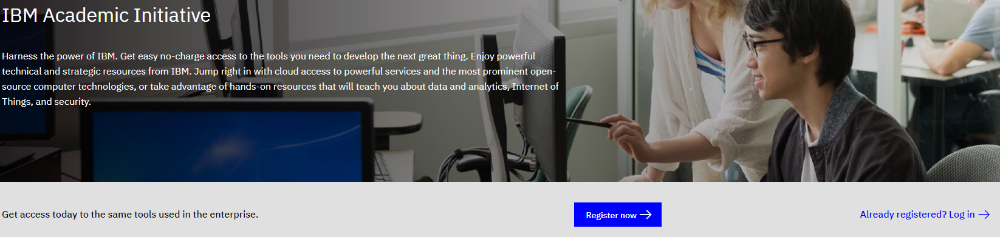 IBM Academic Initiative
Harness the power of IBM. Get easy no-charge access to the tools you need to develop the next great thing. Enjoy powerful
technical and strategic resources from IBM. Jump right in with cloud access to powerful services and the most prominent open-
source computer technologies, or take advantage of hands-on resources that will teach you about data and analytics, Internet of
Things, and security.
Get access today to the same tools used in the enterprise.
Register now →
Already registered? Log in →